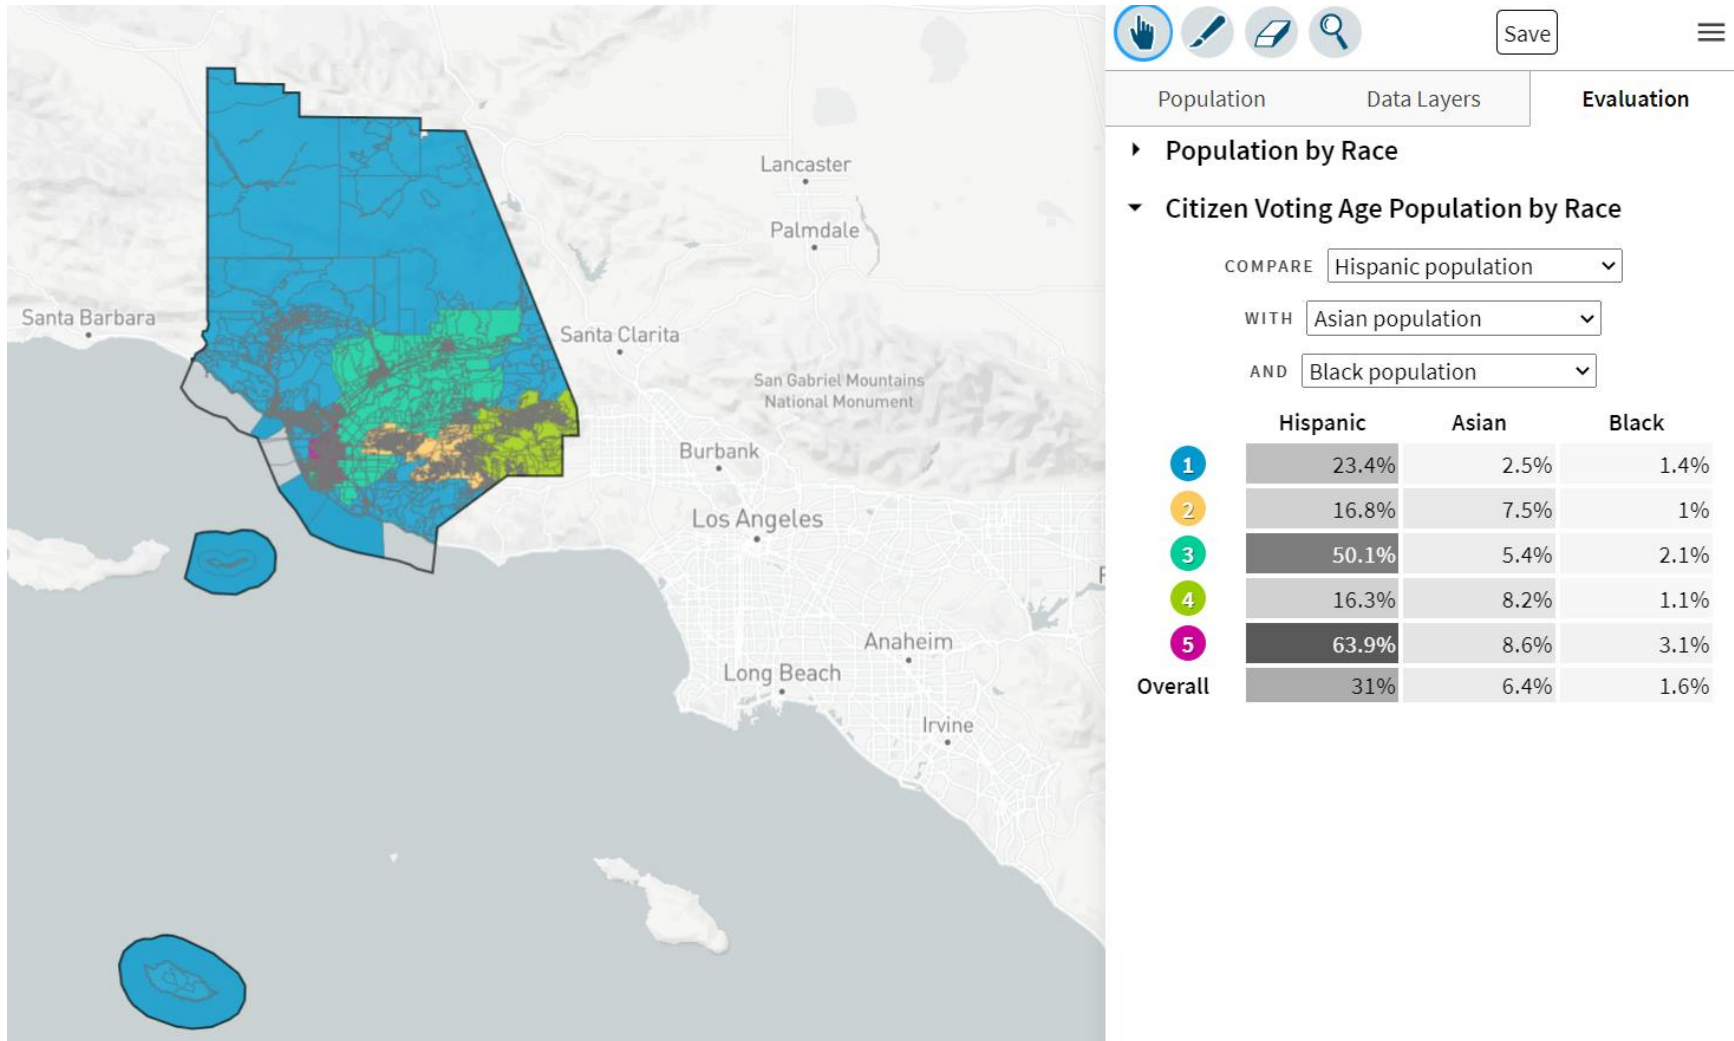 Save
Population Data Layers Evaluation
Population by Race
Citizen Voting Age Population by Race
COMPARE Hispanic population
WITH Asian population
AND Black population
Hispanic Asian Black
1 23.4% 2.5% 1.4%
2 16.8% 7.5% 1%
3 50.1% 5.4% 2.1%
4 16.3% 8.2% 1.1%
5 63.9% 8.6% 3.1%
Overall 31% 6.4% 1.6%
Lancaster
Palmdale
Santa Barbara
Santa Clarita
San Gabriel Mountains
National Monument
Burbank
Los Angeles
Anaheim
Long Beach
Irvine